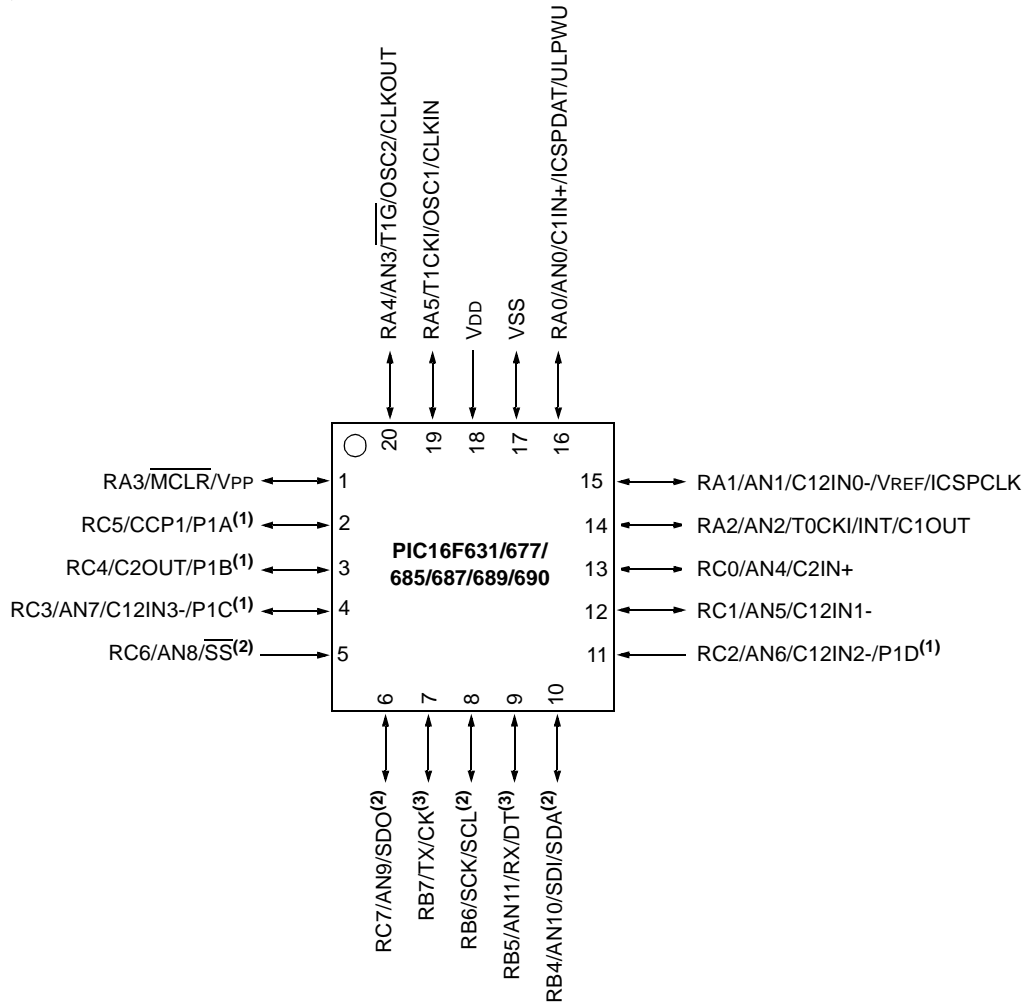 RA4/AN3/T1G/OSC2/CLKOUT
RA5/T1CKI/OSC1/CLKIN
VDD
VSS
RA0/AN0/C1IN+/ICSPDAT/ULPWU
20
19
18
17
16
RA3/MCLR/VPP
1
15
RA1/AN1/C12IN0-/VREF/ICSPCLK
RC5/CCP1/P1A(1)
2
14
RA2/AN2/T0CKI/INT/C1OUT
RC4/C2OUT/P1B(1)
3
PIC16F631/677/
685/687/689/690
13
RC0/AN4/C2IN+
RC3/AN7/C12IN3-/P1C(1)
4
12
RC1/AN5/C12IN1-
RC6/AN8/SS(2)
5
11
RC2/AN6/C12IN2-/P1D(1)
6
7
8
9
10
RC7/AN9/SDO(2)
RB7/TX/CK(3)
RB6/SCK/SCL(2)
RB5/AN11/RX/DT(3)
RB4/AN10/SDI/SDA(2)